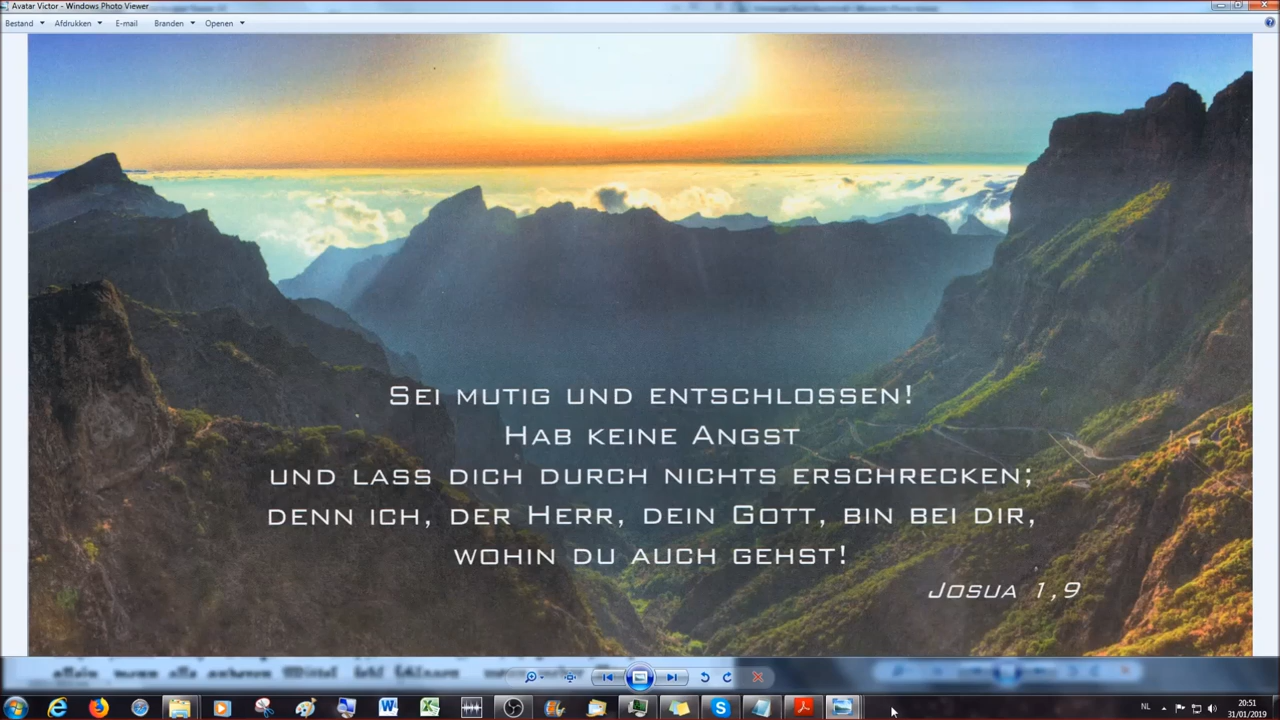 Avatar Victor - Windows Photo Viewer
Bestand Afdrukken E-mail Branden Openen
SEI MUTIG UND ENTSCHLOSSEN!
HAB KEINE ANGST
UND LASS DICH DURCH NICHTS ERSCHRECKEN;
DENN ICH, DER HERR, DEIN GOTT, BIN BEI DIR,
WOHIN DU AUCH GEHST!
JOSUA 1,9
NL
20:51
31/01/2019